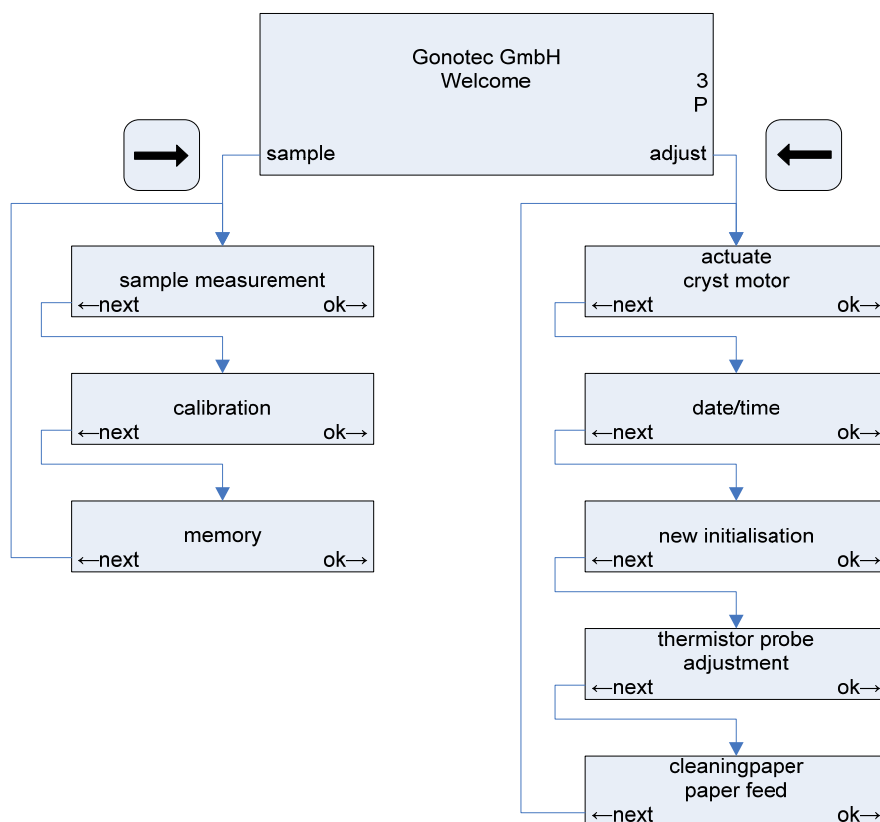 Gonotec GmbH
Welcome
3
P
sample
adjust
sample measurement
←next ok→
calibration
←next ok→
memory
←next ok→
actuate
cryst motor
←next ok→
date/time
←next ok→
new initialisation
←next ok→
thermistor probe
adjustment
←next ok→
cleaningpaper
paper feed
←next ok→